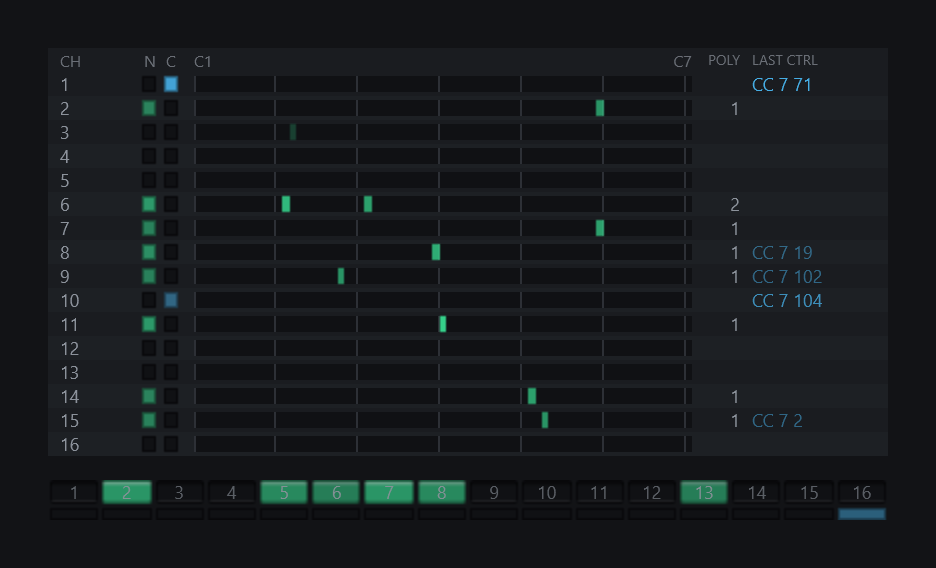 CH N C C1 C7 POLY LAST CTRL
1 CC 7 71
2 1
3
4
5
6 2
7 1
8 1 CC 7 19
9 1 CC 7 102
10 CC 7 104
11 1
12
13
14 1
15 1 CC 7 2
16
1 2 3 4 5 6 7 8 9 10 11 12 13 14 15 16